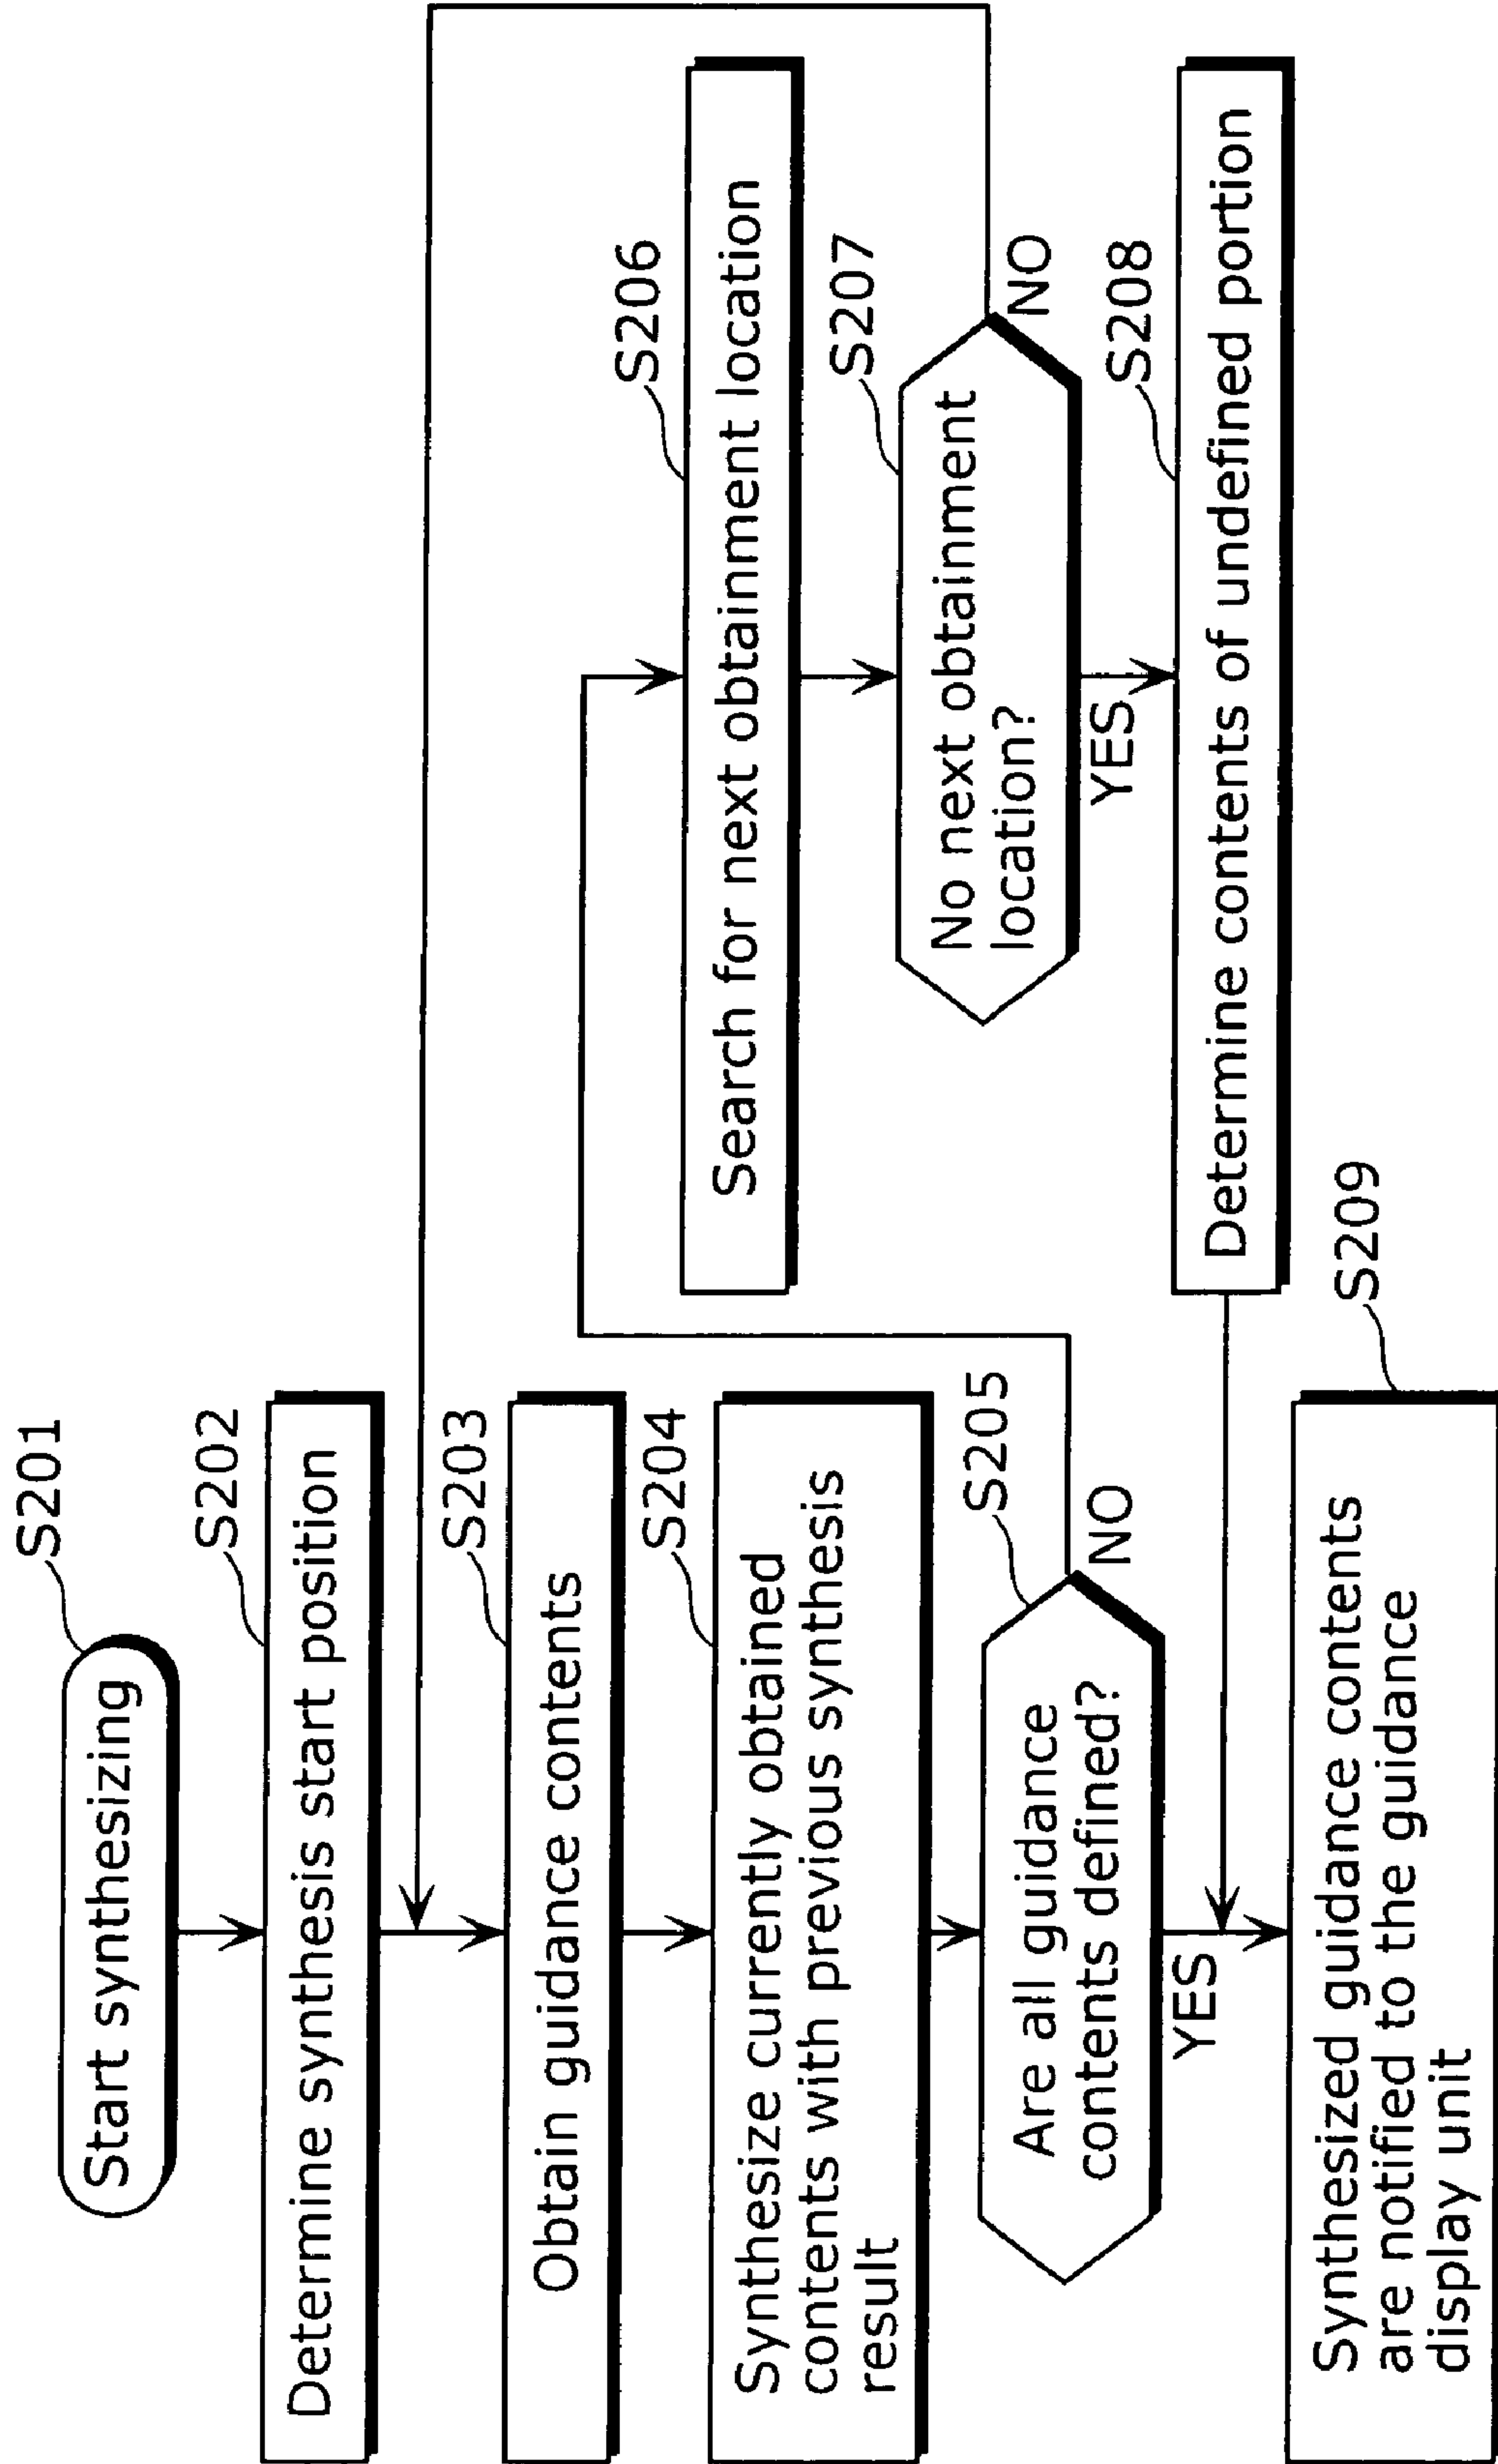 S201
Start synthesizing
S202
Determine synthesis start position
S203
Obtain guidance contents
S204
Synthesize currently obtained
contents with previous synthesis
result
S205
Are all guidance
contents defined?
NO
YES
S206
Search for next obtainment location
S207
No next obtainment
location?
NO
YES
S208
Determine contents of undefined portion
S209
Synthesized guidance contents
are notified to the guidance
display unit